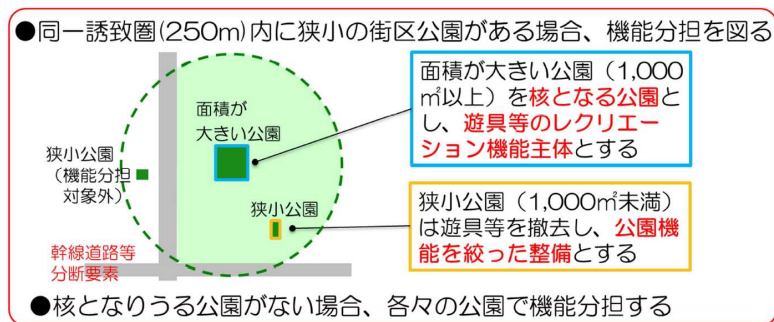 ●同一誘致圏(250m)内に狭小の街区公園がある場合、機能分担を図る
面積が
大きい公園
狭小公園
（機能分担
対象外）
狭小公園
幹線道路等
分断要素
面積が大きい公園（1,000
㎡以上）を核となる公園と
し、遊具等のレクリエー
ション機能主体とする
狭小公園（1,000㎡未満）
は遊具等を撤去し、公園機
能を絞った整備とする
●核となりうる公園がない場合、各々の公園で機能分担する